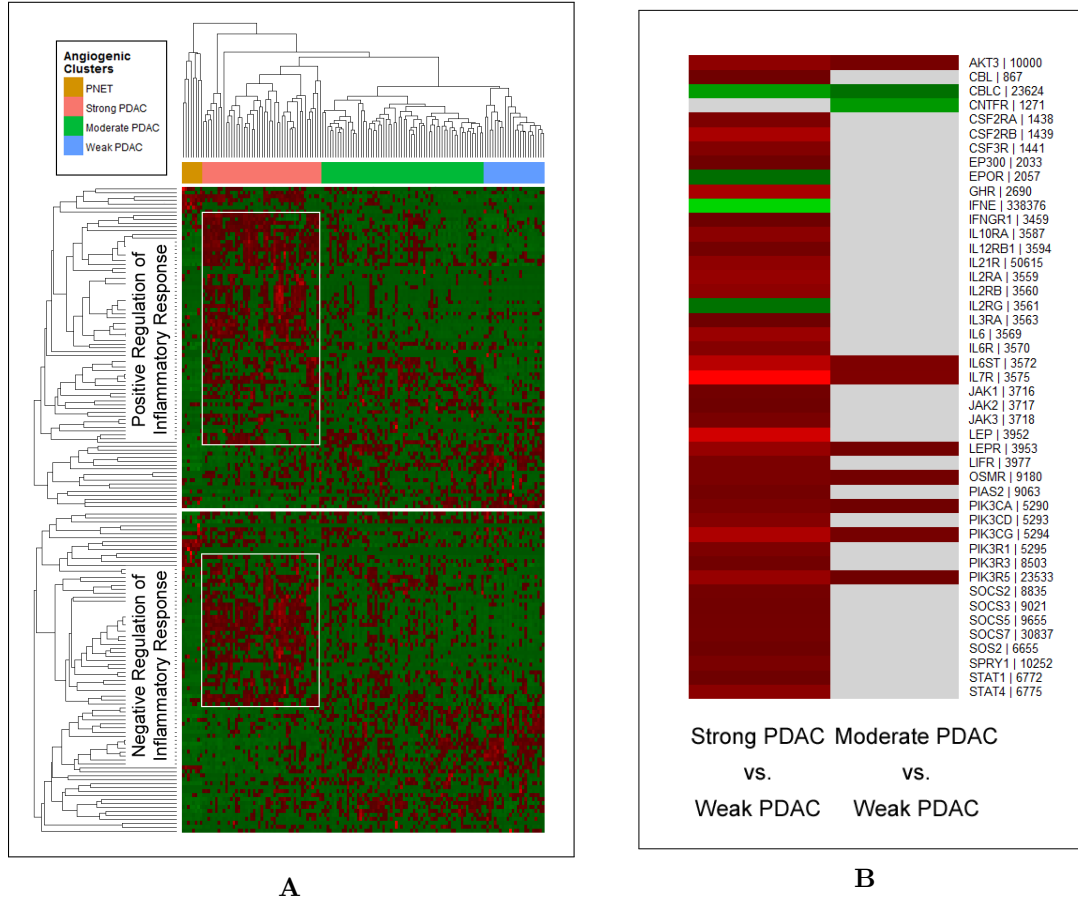 Angiogenic
Clusters
PNET
Strong PDAC
Moderate PDAC
Weak PDAC
Positive Regulation of
Inflammatory Response
Negative Regulation of
Inflammatory Response
A
AKT3 | 10000
CBL | 867
CBLC | 23624
CNTFR | 1271
CSF2RA | 1438
CSF2RB | 1439
CSF3R | 1441
EP300 | 2033
EPOR | 2057
GHR | 2690
IFNE | 338376
IFNGR1 | 3459
IL10RA | 3587
IL12RB1 | 3594
IL21R | 50615
IL2RA | 3559
IL2RB | 3560
IL2RG | 3561
IL3RA | 3563
IL6 | 3569
IL6R | 3570
IL6ST | 3572
IL7R | 3575
JAK1 | 3716
JAK2 | 3717
JAK3 | 3718
LEP | 3952
LEPR | 3953
LIFR | 3977
OSMR | 9180
PIAS2 | 9063
PIK3CA | 5290
PIK3CD | 5293
PIK3CG | 5294
PIK3R1 | 5295
PIK3R3 | 8503
PIK3R5 | 23533
SOCS2 | 8835
SOCS3 | 9021
SOCS5 | 9655
SOCS7 | 30837
SOS2 | 6655
SPRY1 | 10252
STAT1 | 6772
STAT4 | 6775
Strong PDAC
vs.
Weak PDAC
Moderate PDAC
vs.
Weak PDAC
B